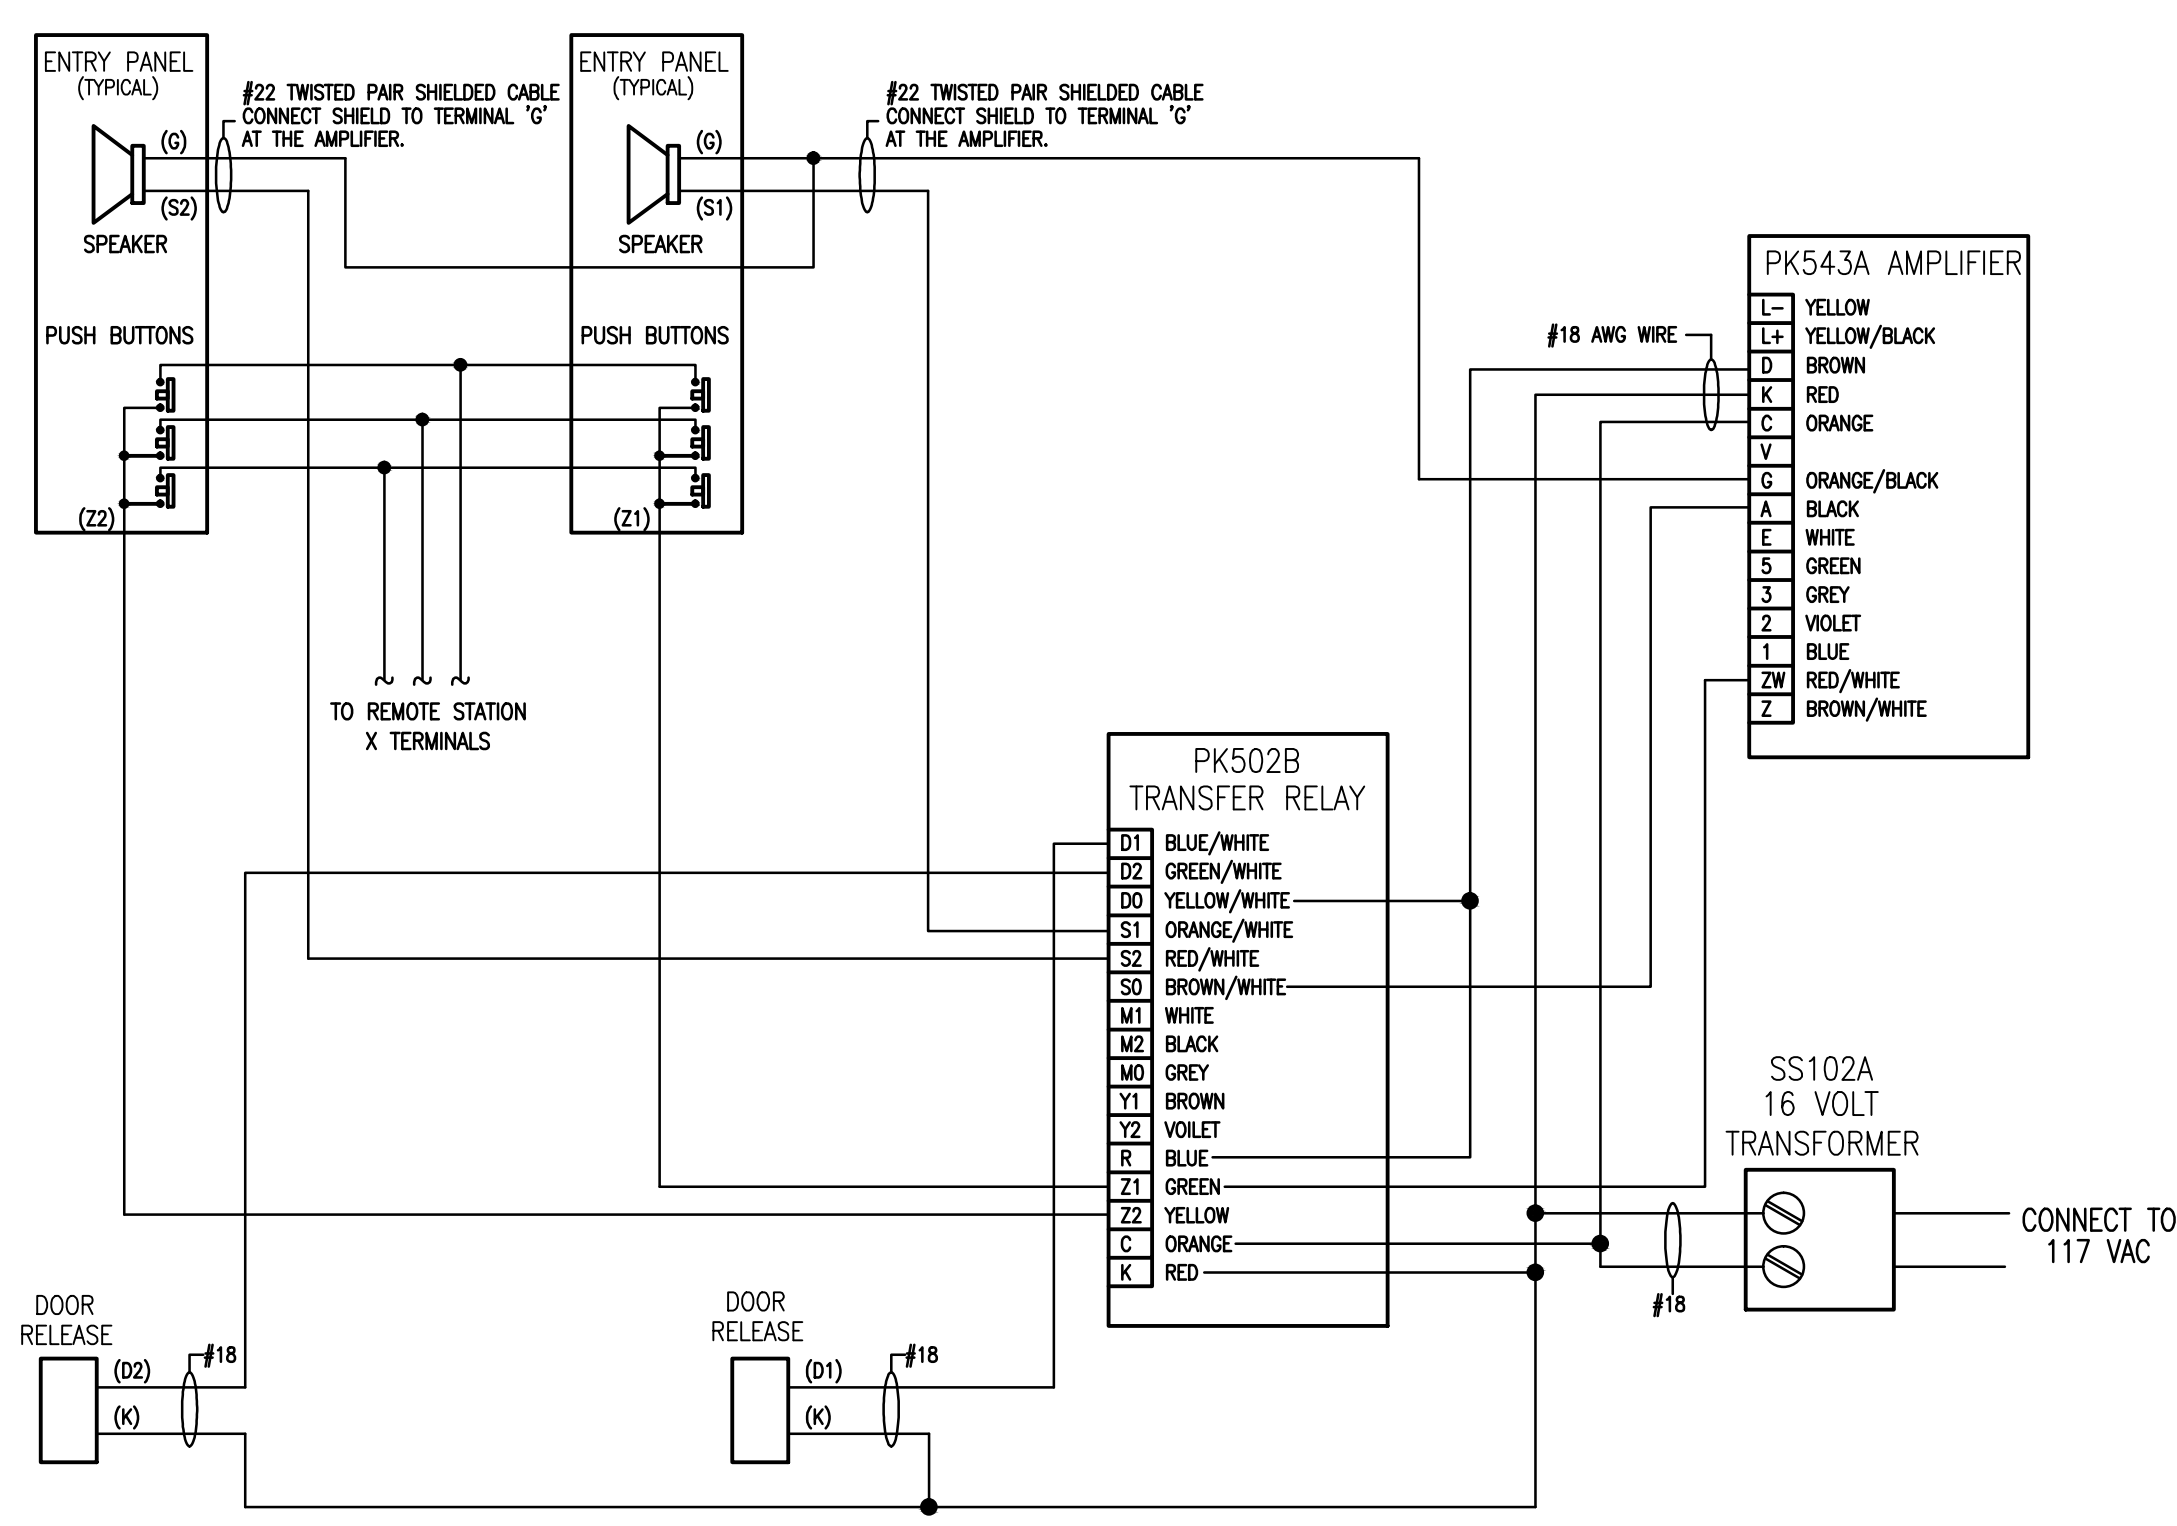 ENTRY PANEL
(TYPICAL)
#22 TWISTED PAIR SHIELDED CABLE
CONNECT SHIELD TO TERMINAL 'G'
AT THE AMPLIFIER.
(G)
(S2)
SPEAKER
PUSH BUTTONS
(Z2)
ENTRY PANEL
(TYPICAL)
#22 TWISTED PAIR SHIELDED CABLE
CONNECT SHIELD TO TERMINAL 'G'
AT THE AMPLIFIER.
(G)
(S1)
SPEAKER
PUSH BUTTONS
(Z1)
TO REMOTE STATION
X TERMINALS
PK543A AMPLIFIER
#18 AWG WIRE
L- YELLOW
L+ YELLOW/BLACK
D BROWN
K RED
C ORANGE
V
G ORANGE/BLACK
A BLACK
E WHITE
5 GREEN
3 GREY
2 VIOLET
1 BLUE
ZW RED/WHITE
Z BROWN/WHITE
PK502B
TRANSFER RELAY
D1 BLUE/WHITE
D2 GREEN/WHITE
D0 YELLOW/WHITE
S1 ORANGE/WHITE
S2 RED/WHITE
S0 BROWN/WHITE
M1 WHITE
M2 BLACK
M0 GREY
Y1 BROWN
Y2 VOILET
R BLUE
Z1 GREEN
Z2 YELLOW
C ORANGE
K RED
SS102A
16 VOLT
TRANSFORMER
#18
CONNECT TO
117 VAC
DOOR
RELEASE
(D2)
(K)
#18
DOOR
RELEASE
(D1)
(K)
#18